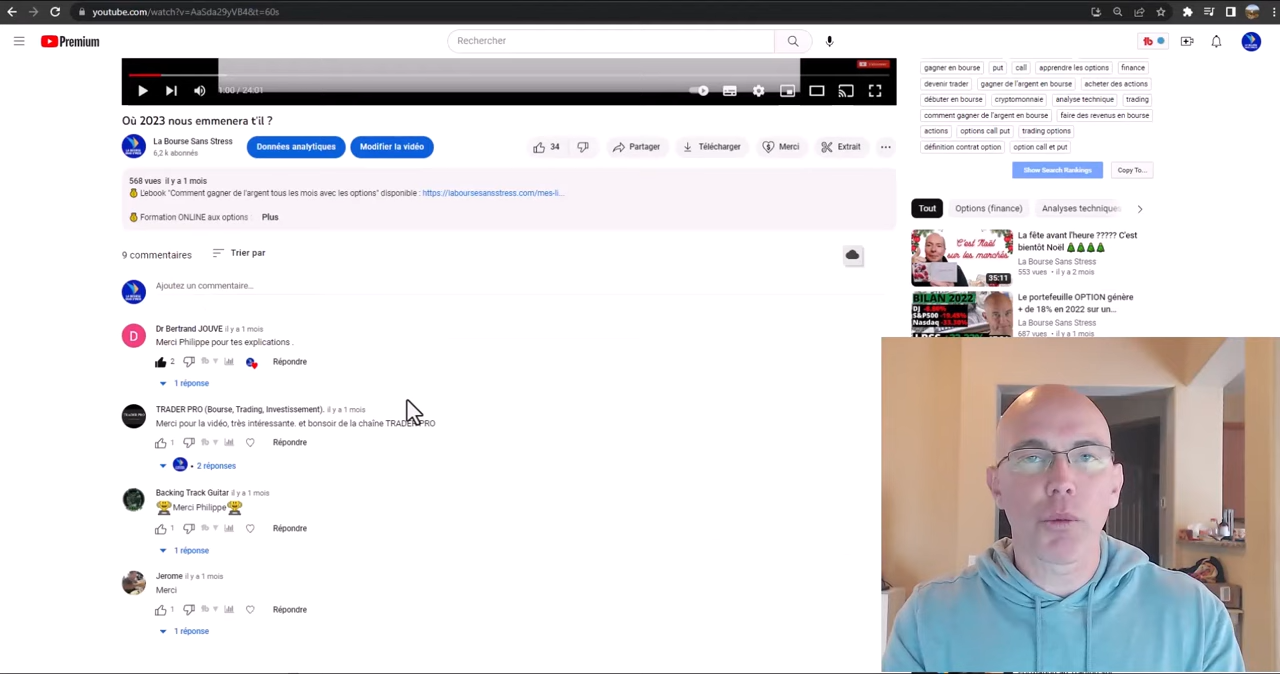 youtube.com/watch?v=AaSda29yVB4&t=60s
Premium
Rechercher
1:00 / 24:01
Où 2023 nous emmenera t'il ?
La Bourse Sans Stress
6,2 k abonnés
Données analytiques
Modifier la vidéo
34
Partager
Télécharger
Merci
Extrait
568 vues il y a 1 mois
L'ebook "Comment gagner de l'argent tous les mois avec les options" disponible : https://laboursesansstress.com/mes-li...
Formation ONLINE aux options
Plus
9 commentaires
Trier par
Ajoutez un commentaire...
Dr Bertrand JOUVE il y a 1 mois
Merci Philippe pour tes explications .
2
Répondre
1 réponse
TRADER PRO (Bourse, Trading, Investissement). il y a 1 mois
Merci pour la vidéo, très intéressante. et bonsoir de la chaîne TRADER PRO
1
Répondre
2 réponses
Backing Track Guitar il y a 1 mois
Merci Philippe
1
Répondre
1 réponse
Jerome il y a 1 mois
Merci
1
Répondre
1 réponse
gagner en bourse put call apprendre les options finance
devenir trader gagner de l'argent en bourse acheter des actions
débuter en bourse cryptomonnaie analyse technique trading
comment gagner de l'argent en bourse faire des revenus en bourse
actions options call put trading options
définition contrat option option call et put
Show Search Rankings
Copy To...
Tout
Options (finance)
Analyses techniques
C'est Noël
sur les marchés
35:11
La fête avant l'heure ????? C'est
bientôt Noël
La Bourse Sans Stress
553 vues • il y a 2 mois
BILAN 2022
DJ
S&P500
Nasdaq
Le portefeuille OPTION génère
+ de 18% en 2022 sur un...
La Bourse Sans Stress
687 vues • il y a 1 mois